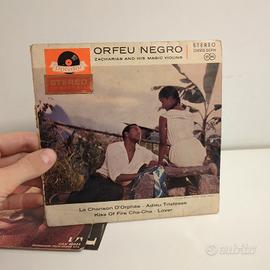 Polydor
STEREO
ORFEU NEGRO
ZACHARIAS AND HIS MAGIC VIOLINS
STEREO
La Chanson D'Orphée - Adieu Tristesse
Kiss Of Fire Cha-Cha - Lover
subito